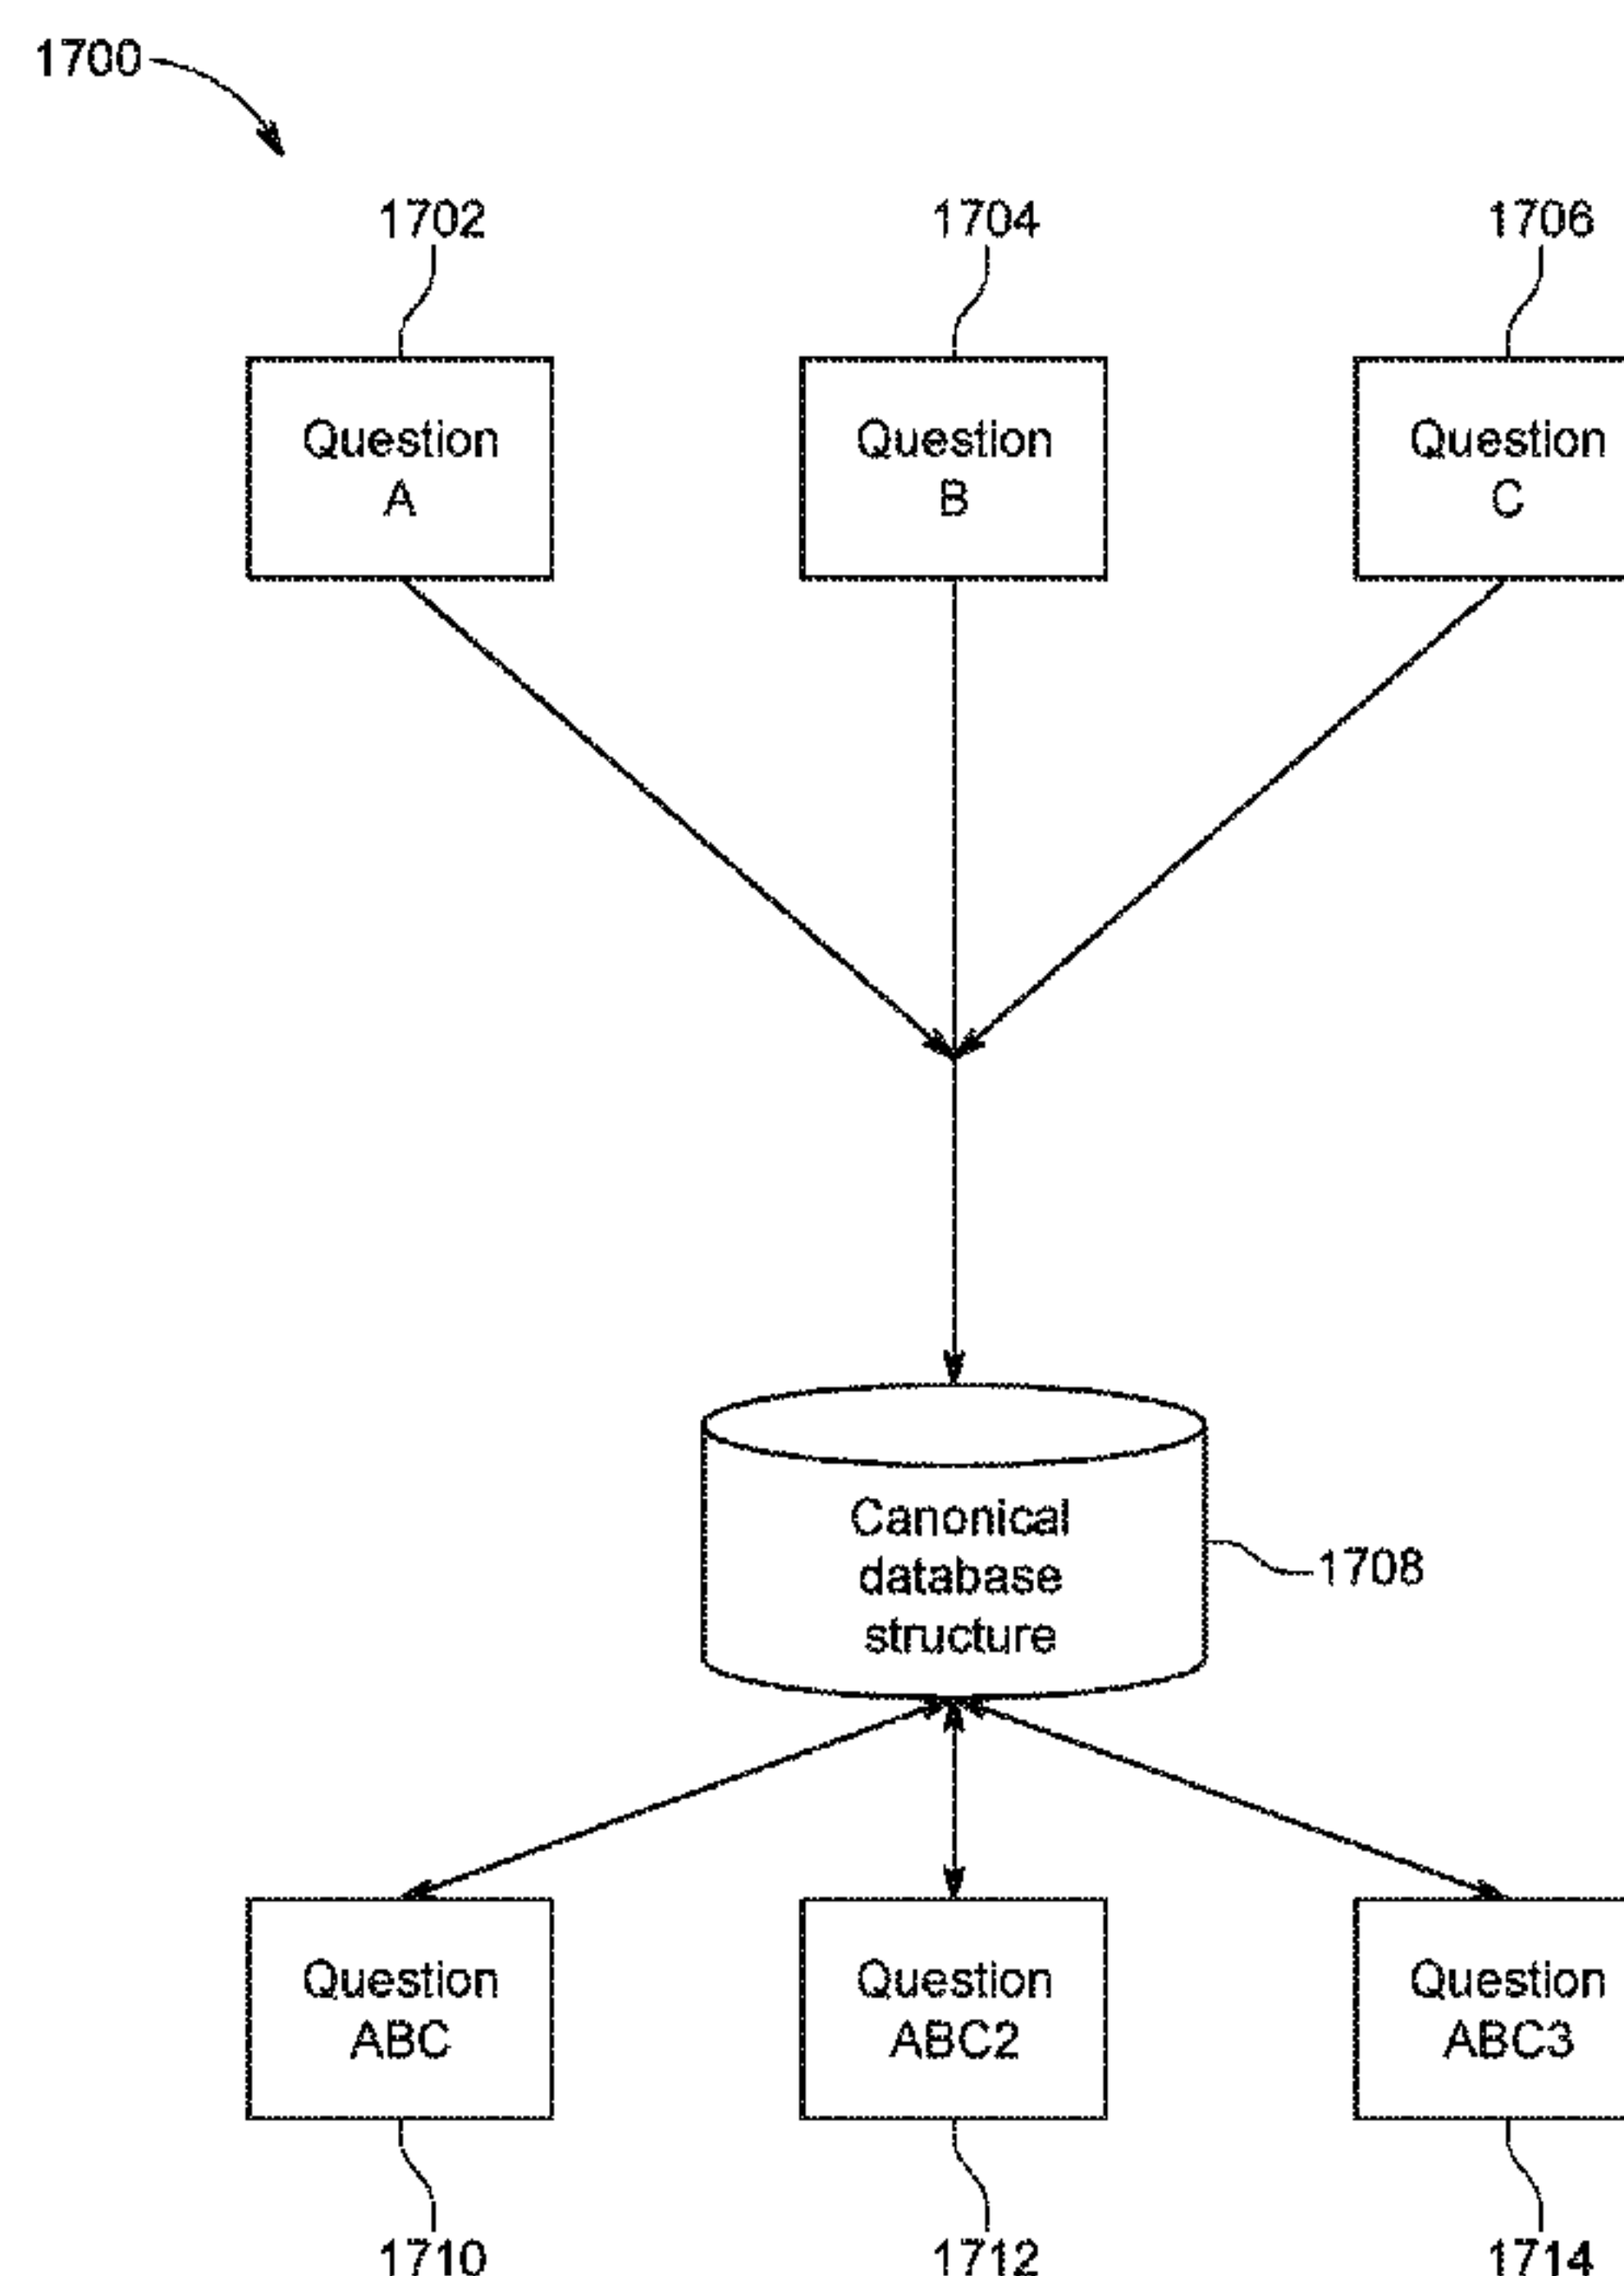 1700
1702
1704
1706
Question
A
Question
B
Question
C
Canonical
database
structure
1708
Question
ABC
Question
ABC2
Question
ABC3
1710
1712
1714